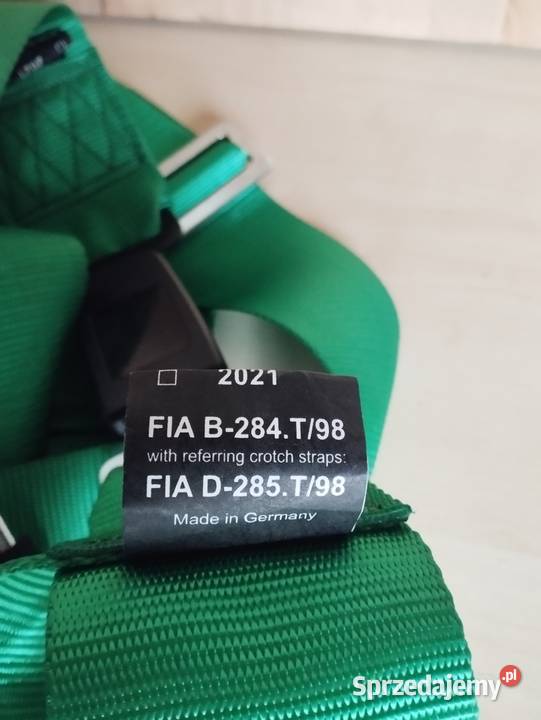 ☐ 2021
FIA B-284.T/98
with referring crotch straps:
FIA D-285.T/98
Made in Germany
Sprzedajemy.pl